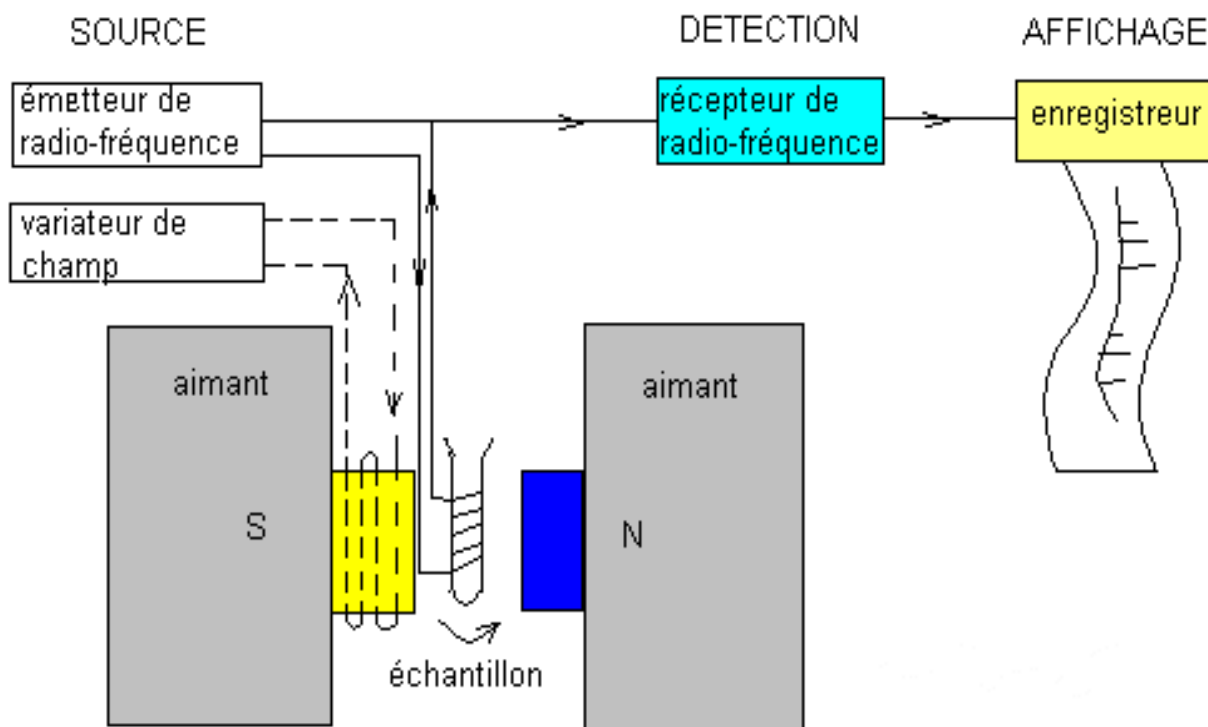 SOURCE
DETECTION
AFFICHAGE
émetteur de
radio-fréquence
récepteur de
radio-fréquence
enregistreur
variateur de
champ
aimant
aimant
S
N
échantillon